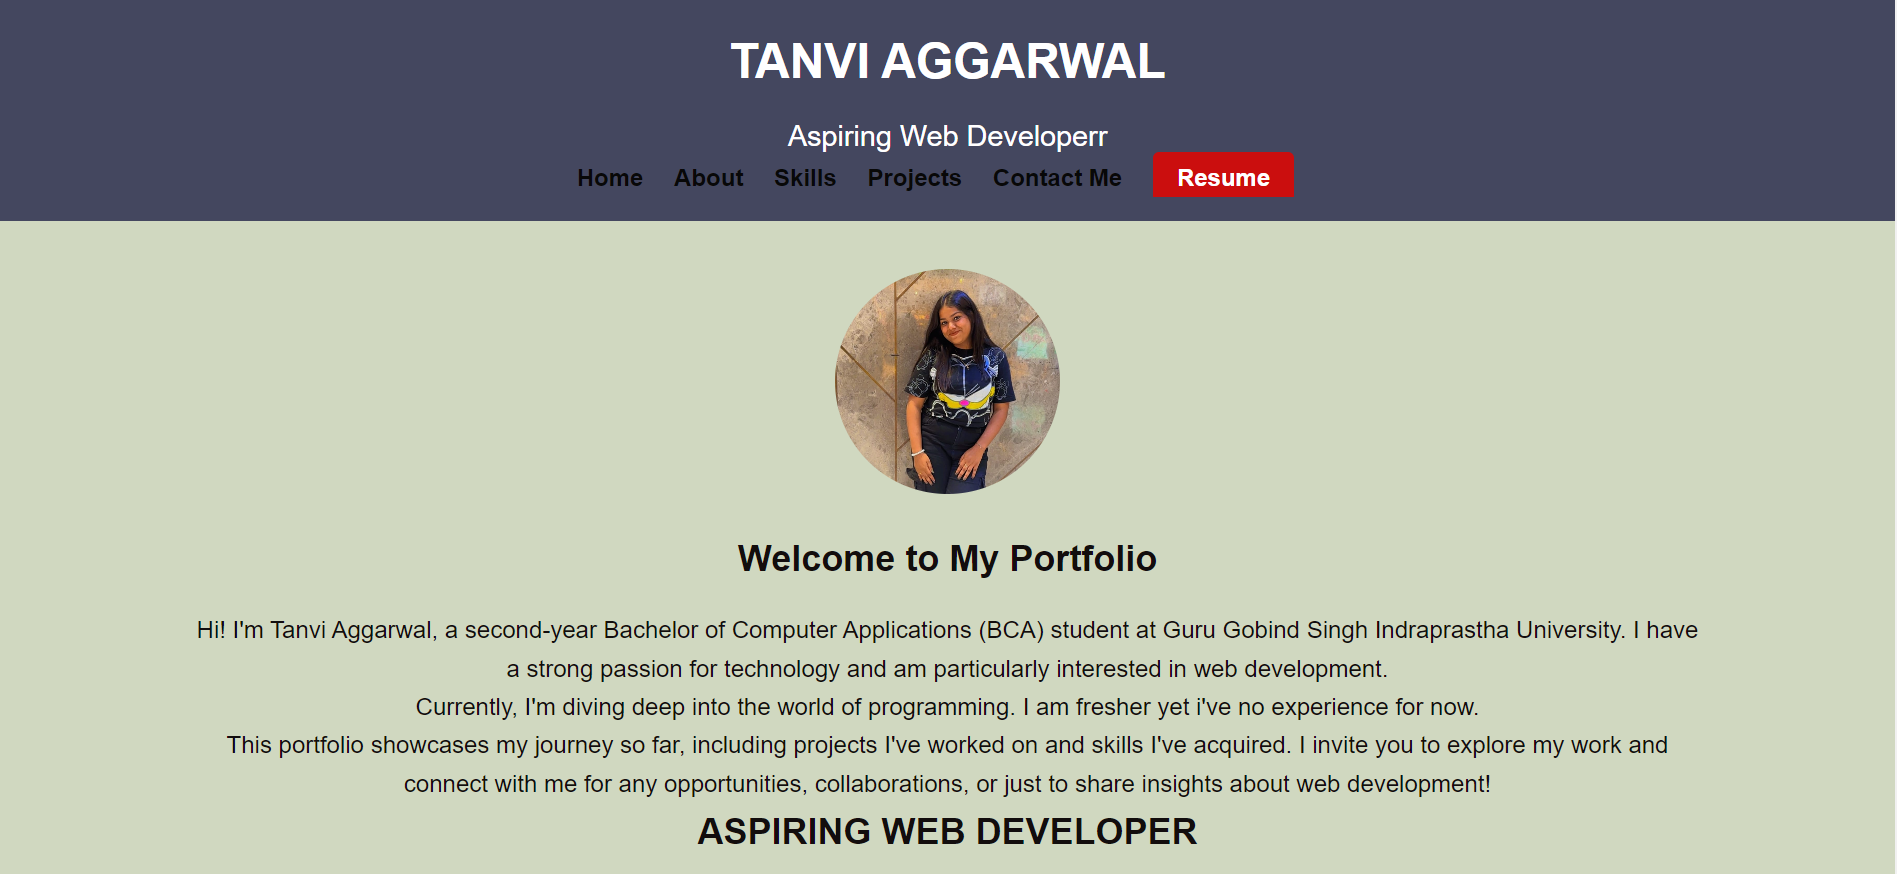 TANVI AGGARWAL
Aspiring Web Developerr
Home About Skills Projects Contact Me Resume
Welcome to My Portfolio
Hi! I'm Tanvi Aggarwal, a second-year Bachelor of Computer Applications (BCA) student at Guru Gobind Singh Indraprastha University. I have
a strong passion for technology and am particularly interested in web development.
Currently, I'm diving deep into the world of programming. I am fresher yet i've no experience for now.
This portfolio showcases my journey so far, including projects I've worked on and skills I've acquired. I invite you to explore my work and
connect with me for any opportunities, collaborations, or just to share insights about web development!
ASPIRING WEB DEVELOPER